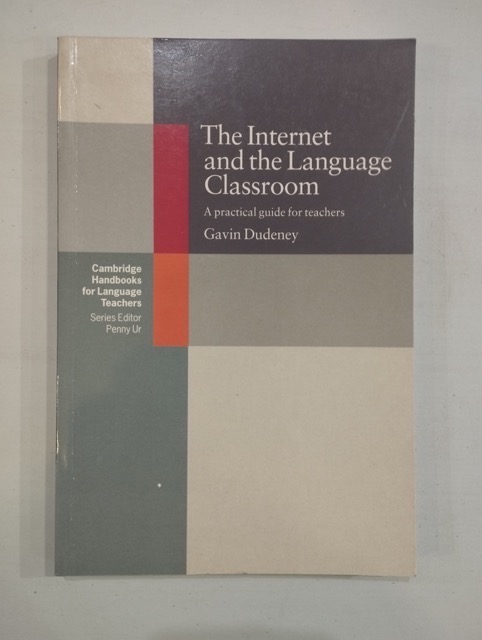 The Internet
and the Language
Classroom
A practical guide for teachers
Gavin Dudeney
Cambridge
Handbooks
for Language
Teachers
Series Editor
Penny Ur